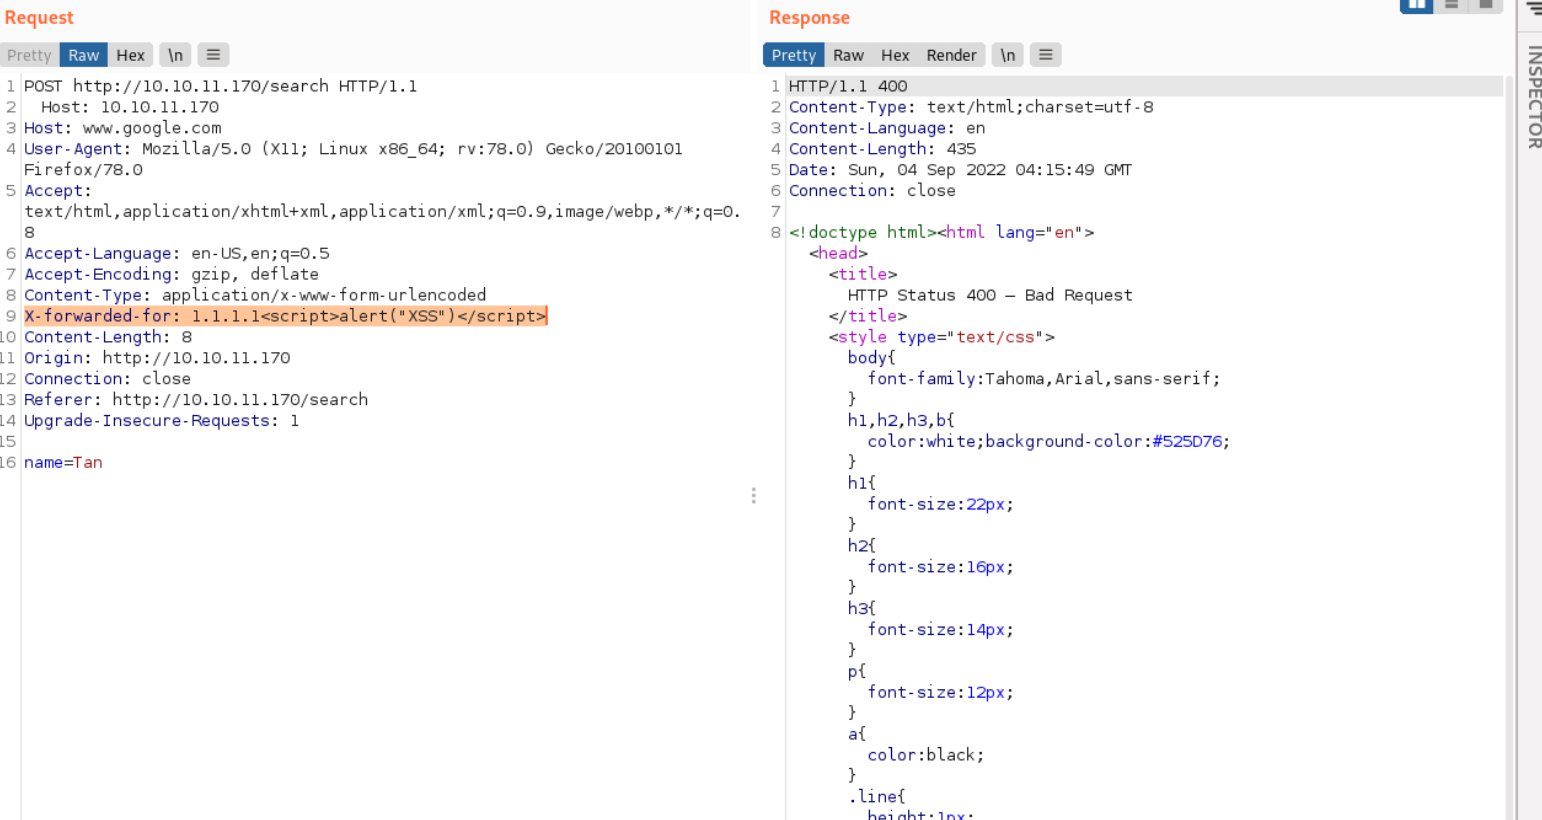 Request
Pretty Raw Hex \n
1 POST http://10.10.11.170/search HTTP/1.1
2 Host: 10.10.11.170
3 Host: www.google.com
4 User-Agent: Mozilla/5.0 (X11; Linux x86_64; rv:78.0) Gecko/20100101
Firefox/78.0
5 Accept:
text/html,application/xhtml+xml,application/xml;q=0.9,image/webp,*/*;q=0.
8
6 Accept-Language: en-US,en;q=0.5
7 Accept-Encoding: gzip, deflate
8 Content-Type: application/x-www-form-urlencoded
9 X-forwarded-for: 1.1.1.1<script>alert("XSS")</script>
10 Content-Length: 8
11 Origin: http://10.10.11.170
12 Connection: close
13 Referer: http://10.10.11.170/search
14 Upgrade-Insecure-Requests: 1
15
16 name=Tan
Response
Pretty Raw Hex Render \n
1 HTTP/1.1 400
2 Content-Type: text/html;charset=utf-8
3 Content-Language: en
4 Content-Length: 435
5 Date: Sun, 04 Sep 2022 04:15:49 GMT
6 Connection: close
7
8 <!doctype html><html lang="en">
<head>
<title>
HTTP Status 400 – Bad Request
</title>
<style type="text/css">
body{
font-family:Tahoma,Arial,sans-serif;
}
h1,h2,h3,b{
color:white;background-color:#525D76;
}
h1{
font-size:22px;
}
h2{
font-size:16px;
}
h3{
font-size:14px;
}
p{
font-size:12px;
}
a{
color:black;
}
.line{
height:1px;
INSPECTOR